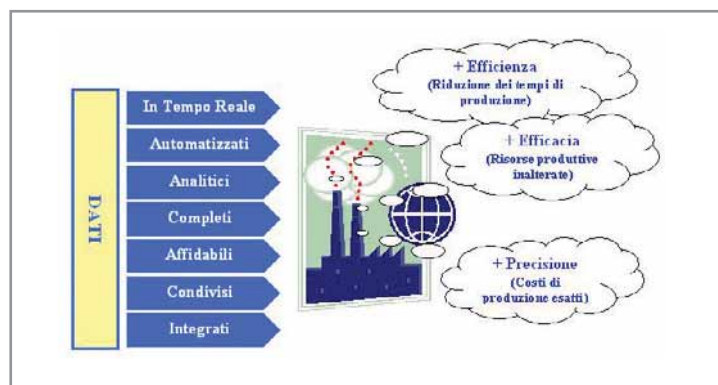 DATI
In Tempo Reale
Automatizzati
Analitici
Completi
Affidabili
Condivisi
Integrati
+ Efficienza
(Riduzione dei tempi di
produzione)
+ Efficacia
(Risorse produttive
inalterate)
+ Precisione
(Costi di
produzione esatti)